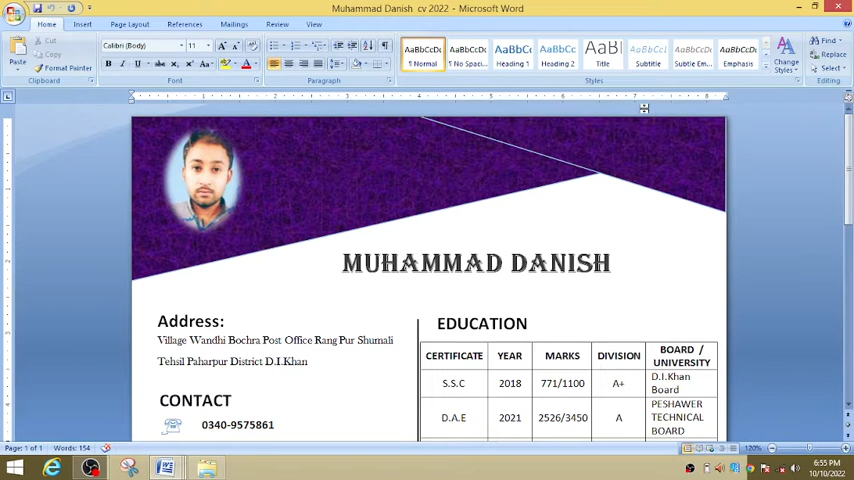 Muhammad Danish cv 2022 - Microsoft Word
Home Insert Page Layout References Mailings Review View
Paste
Cut
Copy
Format Painter
Clipboard
Calibri (Body) 11
B I U
Font
Paragraph
AaBbCcDc AaBbCcDc AaBbCc AaBbCc AaBl AaBbCcL AaBbCcDc AaBbCcDc
¶ Normal ¶ No Spaci... Heading 1 Heading 2 Title Subtitle Subtle Em... Emphasis
Styles
Change
Styles
Find
Replace
Select
Editing
MUHAMMAD DANISH
Address:
Village Wandhi Bochra Post Office Rang Pur Shumali
Tehsil Paharpur District D.I.Khan
CONTACT
0340-9575861
EDUCATION
CERTIFICATE YEAR MARKS DIVISION BOARD /
UNIVERSITY
S.S.C 2018 771/1100 A+ D.I.Khan
Board
D.A.E 2021 2526/3450 A PESHAWER
TECHNICAL
BOARD
Page: 1 of 1 Words: 154 120%
6:55 PM
10/10/2022